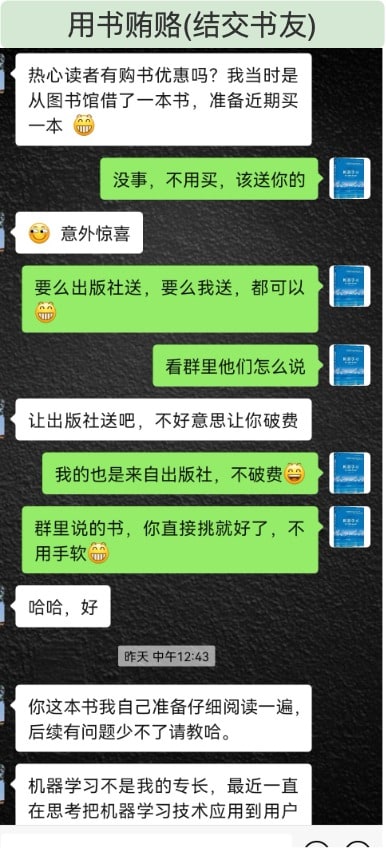 用书贿赂(结交书友)
热心读者有购书优惠吗？我当时是
从图书馆借了一本书，准备近期买
一本
没事，不用买，该送你的
意外惊喜
要么出版社送，要么我送，都可以
看群里他们怎么说
让出版社送吧，不好意思让你破费
我的也是来自出版社，不破费
群里说的书，你直接挑就好了，不
用手软
哈哈，好
昨天 中午12:43
你这本书我自己准备仔细阅读一遍，
后续有问题少不了请教哈。
机器学习不是我的专长，最近一直
在思考把机器学习技术应用到用户